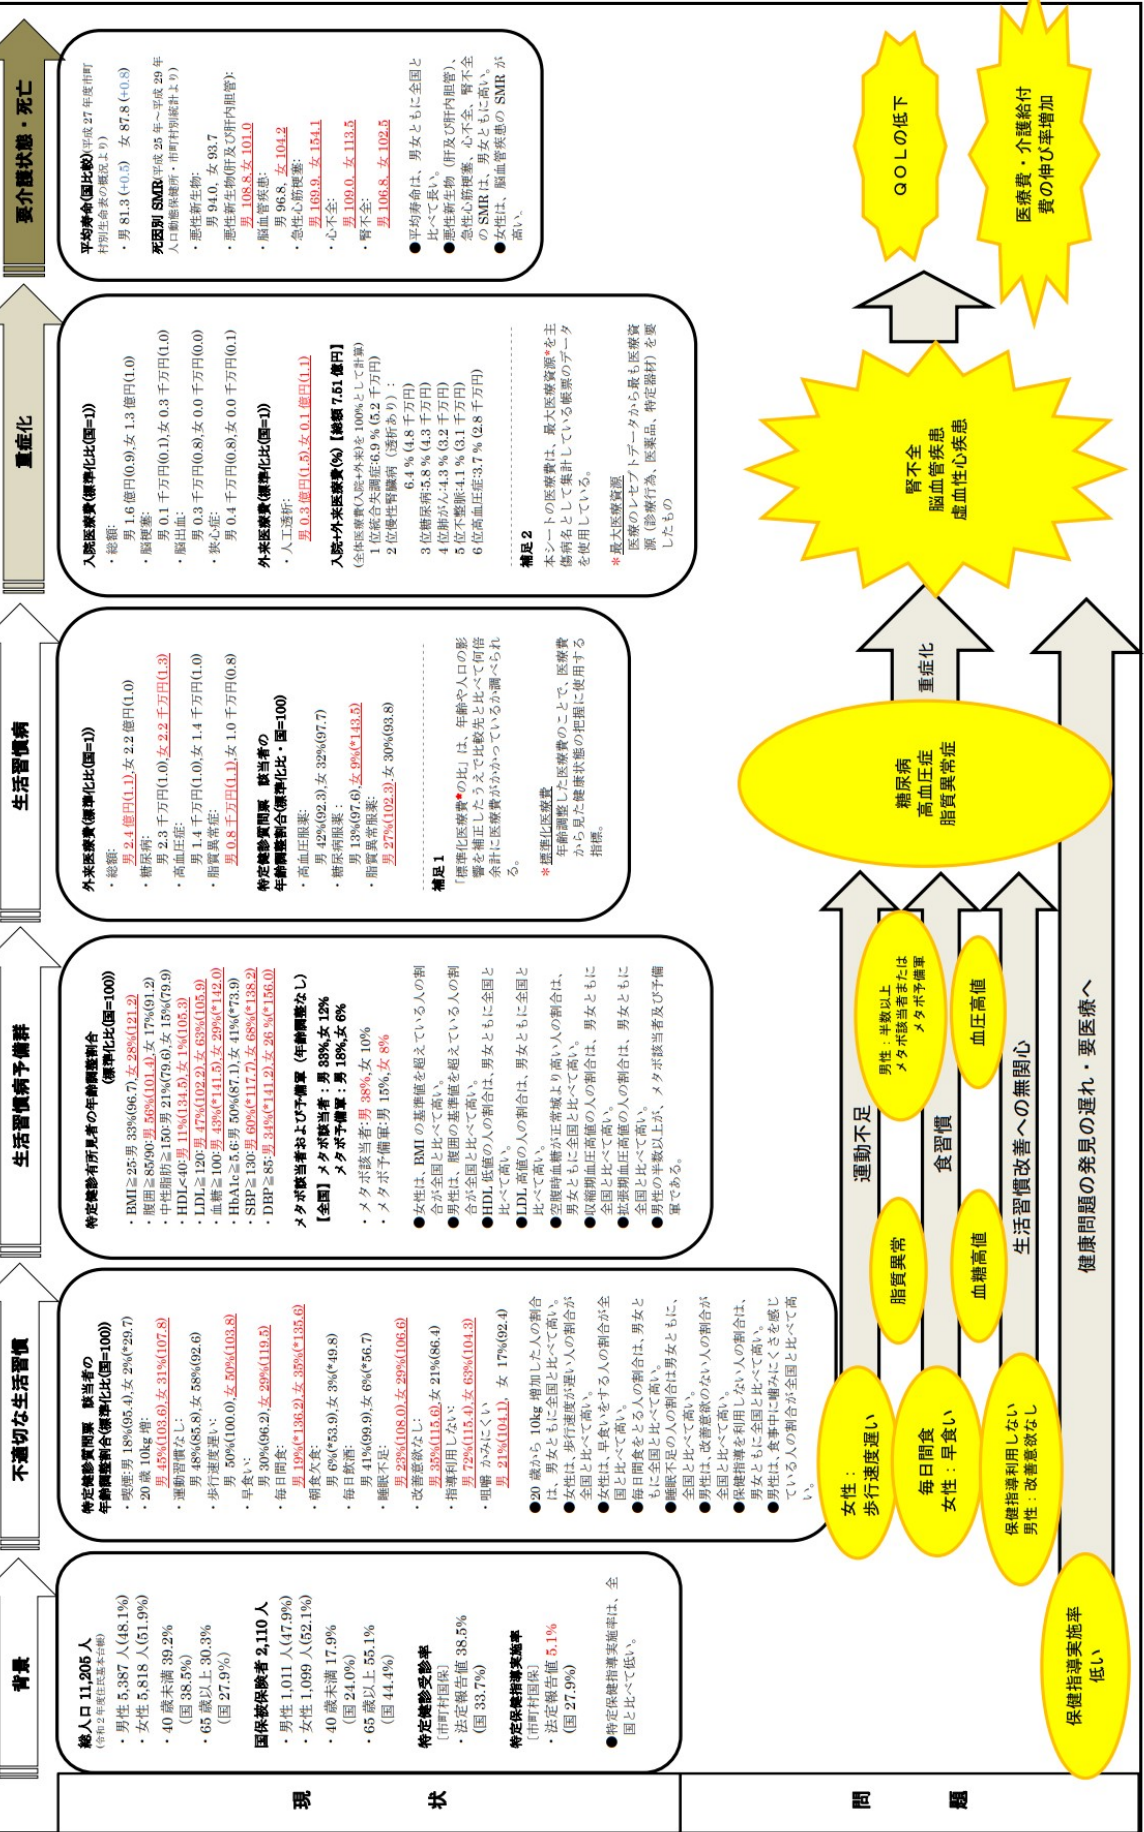 背景
不適切な生活習慣
生活習慣病予備群
生活習慣病
重症化
要介護状態・死亡
現状
総人口 11,205 人
(令和2年度住民基本台帳)
・男性 5,387 人(48.1%)
・女性 5,818 人(51.9%)
・40 歳未満 39.2%
(国 38.5%)
・65 歳以上 30.3%
(国 27.9%)
国保被保険者 2,110 人
・男性 1,011 人(47.9%)
・女性 1,099 人(52.1%)
・40 歳未満 17.9%
(国 24.0%)
・65 歳以上 55.1%
(国 44.4%)
特定健診受診率
[市町村国保]
・法定報告値 38.5%
(国 33.7%)
特定保健指導実施率
[市町村国保]
・法定報告値 5.1%
(国 27.9%)
●特定保健指導実施率は、全
国と比べて低い。
特定健診質問票 該当者の
年齢調整割合(標準化比(国=100))
・喫煙:男 18%(95.4),女 2%(*29.7)
・20 歳 10kg 増:
男 45%(103.6),女 31%(107.8)
・運動習慣なし:
男 48%(85.8),女 58%(92.6)
・歩行速度遅い:
男 50%(100.0),女 50%(103.8)
・早食い:
男 30%(96.2),女 29%(119.5)
・毎日間食:
男 19%(*136.2),女 35%(*135.6)
・朝食欠食:
男 6%(*53.9),女 3%(*49.8)
・毎日飲酒:
男 41%(99.9),女 6%(*56.7)
・睡眠不足:
男 23%(108.0),女 29%(106.6)
・改善意欲なし:
男 35%(115.6),女 21%(86.4)
・指導利用しない:
男 72%(115.4),女 63%(104.3)
・咀嚼 かみにくい
男 21%(104.1), 女 17%(92.4)
●20 歳から 10kg 増加した人の割合
は、男女ともに全国と比べて高い。
●女性は、歩行速度が遅い人の割合が
全国と比べて高い。
●女性は、早食いをする人の割合が全
国と比べて高い。
●毎日間食をとる人の割合は、男女と
もに全国と比べて高い。
●睡眠不足の人の割合は男女ともに、
全国と比べて高い。
●男性は、改善意欲のない人の割合が
全国と比べて高い。
●保健指導を利用しない人の割合は、
男女ともに全国と比べて高い。
●男性は、食事中に噛みにくさを感じ
ている人の割合が全国と比べて高
い。
特定健診有所見者の年齢調整割合
(標準化比(国=100))
・BMI≧25:男 33%(96.7),女 28%(121.2)
・腹囲≧85/90:男 56%(101.4),女 17%(91.2)
・中性脂肪≧150:男 21%(79.6),女 15%(79.9)
・HDL<40:男 11%(134.5),女 1%(105.3)
・LDL≧120:男 47%(102.2),女 63%(105.9)
・血糖≧100:男 43%(*141.5),女 29%(*142.0)
・HbA1c≧5.6:男 50%(87.1),女 41%(*73.9)
・SBP≧130:男 60%(*117.7),女 68%(*138.2)
・DBP≧85:男 34%(*141.2),女 26 %(*156.0)
メタボ該当者および予備軍（年齢調整なし）
【全国】メタボ該当者：男 33%,女 12%
メタボ予備軍：男 18%,女 6%
・メタボ該当者:男 38%,女 10%
・メタボ予備軍:男 15%,女 8%
●女性は、BMI の基準値を超えている人の割
合が全国と比べて高い。
●男性は、腹囲の基準値を超えている人の割
合が全国と比べて高い。
●HDL 低値の人の割合は、男女ともに全国と
比べて高い。
●LDL 高値の人の割合は、男女ともに全国と
比べて高い。
●空腹時血糖が正常域より高い人の割合は、
男女ともに全国と比べて高い。
●収縮期血圧高値の人の割合は、男女ともに
全国と比べて高い。
●拡張期血圧高値の人の割合は、男女ともに
全国と比べて高い。
●男性の半数以上が、メタボ該当者及び予備
軍である。
外来医療費(標準化比(国=1))
・総額:
男 2.4 億円(1.1),女 2.2 億円(1.0)
・糖尿病:
男 2.3 千万円(1.0),女 2.2 千万円(1.3)
・高血圧症:
男 1.4 千万円(1.0),女 1.4 千万円(1.0)
・脂質異常症:
男 0.8 千万円(1.1),女 1.0 千万円(0.8)
特定健診質問票 該当者の
年齢調整割合(標準化比・国=100)
・高血圧服薬:
男 42%(92.3),女 32%(97.7)
・糖尿病服薬：
男 13%(97.6),女 9%(*143.5)
・脂質異常服薬:
男 27%(102.3),女 30%(93.8)
補足1
「標準化医療費*の比」は、年齢や人口の影
響を補正したうえで比較先と比べて何倍
余計に医療費がかかっているか調べられ
る。
*標準化医療費
年齢調整した医療費のことで、医療費
から見た健康状態の把握に使用する
指標。
入院医療費(標準化比(国=1))
・総額:
男 1.6 億円(0.9),女 1.3 億円(1.0)
・脳梗塞:
男 0.1 千万円(0.1),女 0.3 千万円(1.0)
・脳出血:
男 0.3 千万円(0.8),女 0.0 千万円(0.0)
・狭心症:
男 0.4 千万円(0.8),女 0.0 千万円(0.1)
外来医療費(標準化比(国=1))
・人工透析:
男 0.3 億円(1.5),女 0.1 億円(1.1)
入院+外来医療費(%)【総額 7.51 億円】
(全体医療費(入院+外来)を 100%として計算)
1 位統合失調症:6.9 % (5.2 千万円)
2 位慢性腎臓病（透析あり）：
6.4 % (4.8 千万円)
3 位糖尿病:5.8 % (4.3 千万円)
4 位肺がん:4.3 % (3.2 千万円)
5 位不整脈:4.1 % (3.1 千万円)
6 位高血圧症:3.7 % (2.8 千万円)
補足2
本シートの医療費は、最大医療資源*を主
傷病名として集計している帳票のデータ
を使用している。
*最大医療資源
医療のレセプトデータから最も医療資
源（診療行為、医薬品、特定器材）を要
したもの
平均寿命(国比較)(平成 27 年度市町
村別生命表の概況より)
・男 81.3 (+0.5) 女 87.8 (+0.8)
死因別 SMR(平成 25 年～平成 29 年
人口動態保健所・市町村別統計より)
・悪性新生物:
男 94.0, 女 93.7
・悪性新生物(肝及び肝内胆管):
男 108.8,女 101.0
・脳血管疾患:
男 96.8, 女 104.2
・急性心筋梗塞:
男 169.9, 女 154.1
・心不全:
男 109.0, 女 113.5
・腎不全:
男 106.8, 女 102.5
●平均寿命は、男女ともに全国と
比べて長い。
●悪性新生物（肝及び肝内胆管）、
急性心筋梗塞、心不全、腎不全
の SMR は、男女ともに高い。
●女性は、脳血管疾患の SMR が
高い。
問題
女性：
歩行速度遅い
毎日間食
女性：早食い
保健指導利用しない
男性：改善意欲なし
保健指導実施率
低い
運動不足
食習慣
生活習慣改善への無関心
健康問題の発見の遅れ・要医療へ
脂質異常
血糖高値
男性：半数以上
メタボ該当者または
メタボ予備軍
血圧高値
糖尿病
高血圧症
脂質異常症
重症化
腎不全
脳血管疾患
虚血性心疾患
QOLの低下
医療費・介護給付
費の伸び率増加